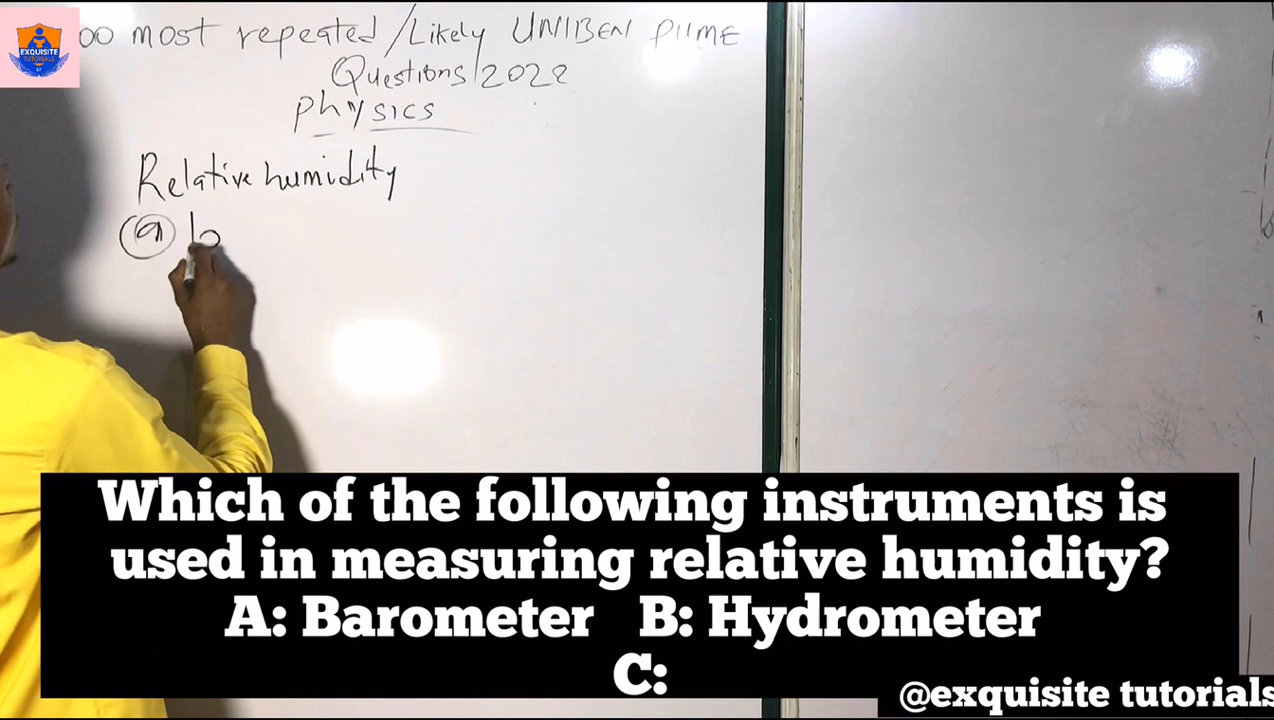 00 most repeated/Likely UNIBEN PUME
Questions 2022
physics
EXQUISITE
TUTORIALS
Relative humidity
(a) b
Which of the following instruments is
used in measuring relative humidity?
A: Barometer B: Hydrometer
C:
@exquisite tutorials